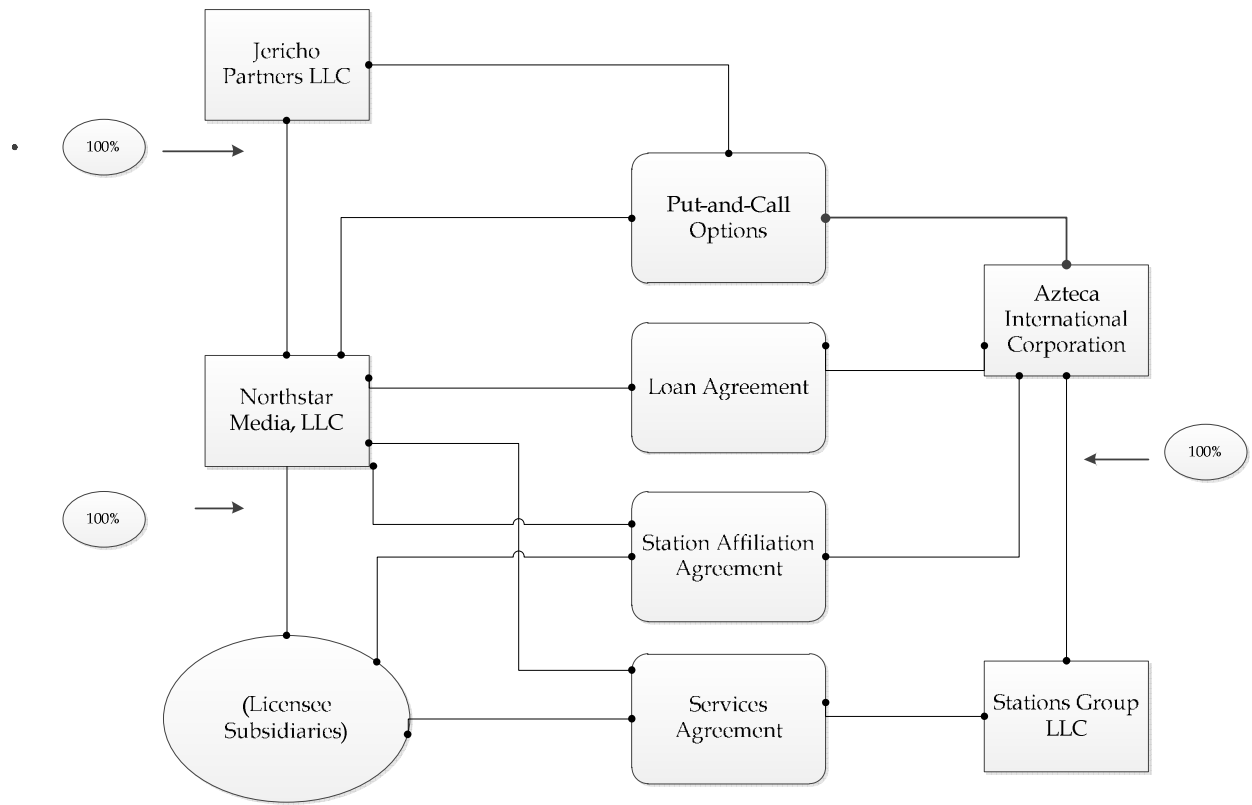 Jericho
Partners LLC
100%
Put-and-Call
Options
Azteca
International
Corporation
Northstar
Media, LLC
Loan Agreement
100%
100%
Station Affiliation
Agreement
(Licensee
Subsidiaries)
Services
Agreement
Stations Group
LLC